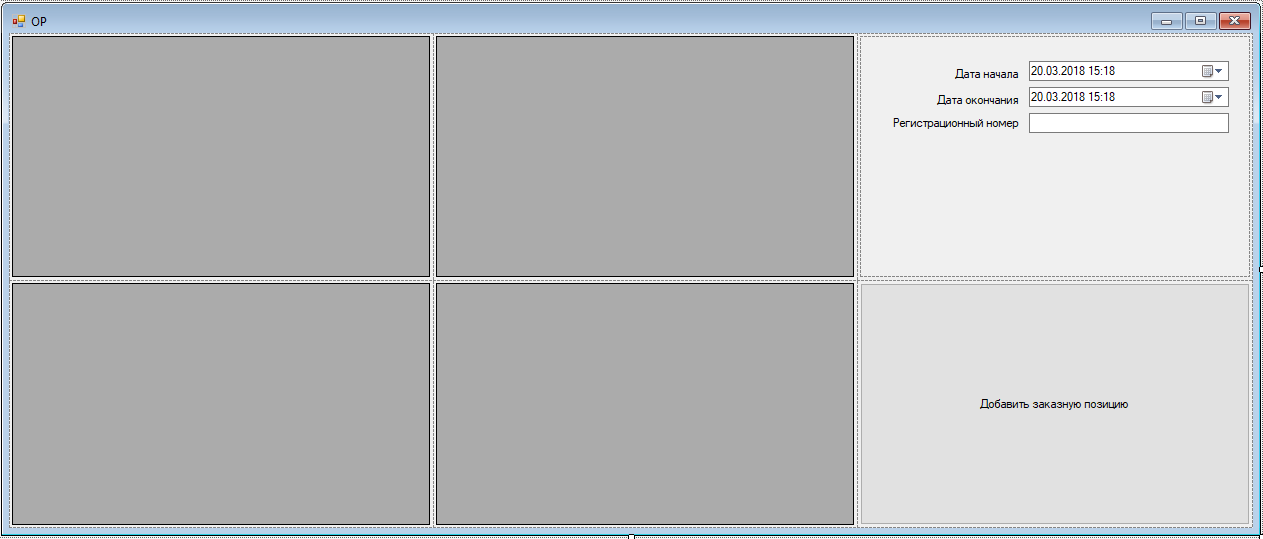 OP
Дата начала 20.03.2018 15:18
Дата окончания 20.03.2018 15:18
Регистрационный номер
Добавить заказную позицию